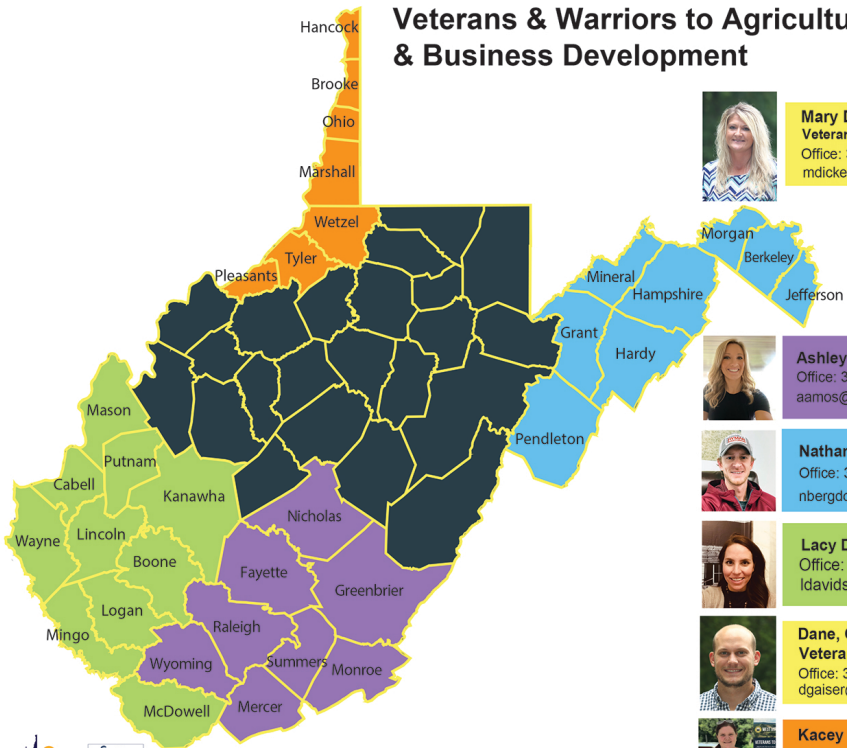 Veterans & Warriors to Agricultu
& Business Development
Hancock
Brooke
Ohio
Marshall
Wetzel
Tyler
Pleasants
Morgan
Berkeley
Jefferson
Mineral
Hampshire
Grant
Hardy
Pendleton
Mason
Putnam
Cabell
Kanawha
Wayne
Lincoln
Boone
Logan
Mingo
McDowell
Nicholas
Fayette
Greenbrier
Raleigh
Summers
Monroe
Wyoming
Mercer
Mary D
Veteran
Office: 3
mdicke
Ashley
Office: 3
aamos@
Nathan
Office: 3
nbergdo
Lacy D
Office:
ldavids
Dane, G
Vetera
Office: 3
dgaiser@
Kacey